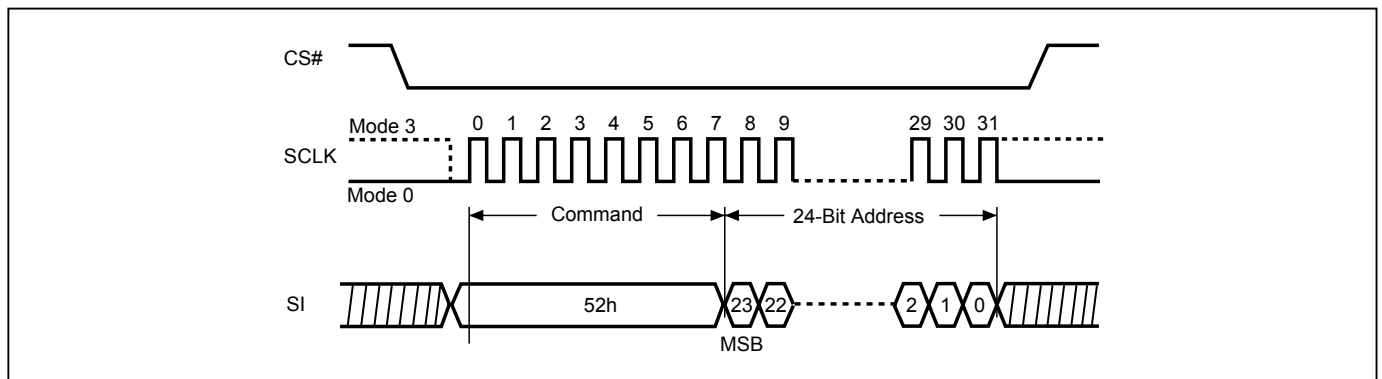 CS#
Mode 3
0 1 2 3 4 5 6 7 8 9 29 30 31
SCLK
Mode 0
Command
24-Bit Address
SI
52h
23 22 2 1 0
MSB